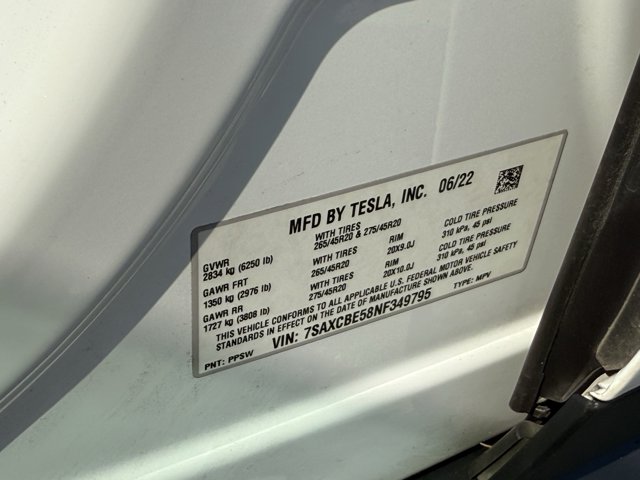 MFD BY TESLA, INC. 06/22
GVWR WITH TIRES
2834 kg (6250 lb) 265/45R20 & 275/45R20
GAWR FRT WITH TIRES RIM COLD TIRE PRESSURE
1350 kg (2976 lb) 265/45R20 20X9.0J 310 kPa, 45 psi
GAWR RR WITH TIRES RIM COLD TIRE PRESSURE
1727 kg (3808 lb) 275/45R20 20X10.0J 310 kPa, 45 psi
THIS VEHICLE CONFORMS TO ALL APPLICABLE U.S. FEDERAL MOTOR VEHICLE SAFETY
STANDARDS IN EFFECT ON THE DATE OF MANUFACTURE SHOWN ABOVE.
VIN: 7SAXCBE58NF349795 TYPE: MPV
PNT: PPSW